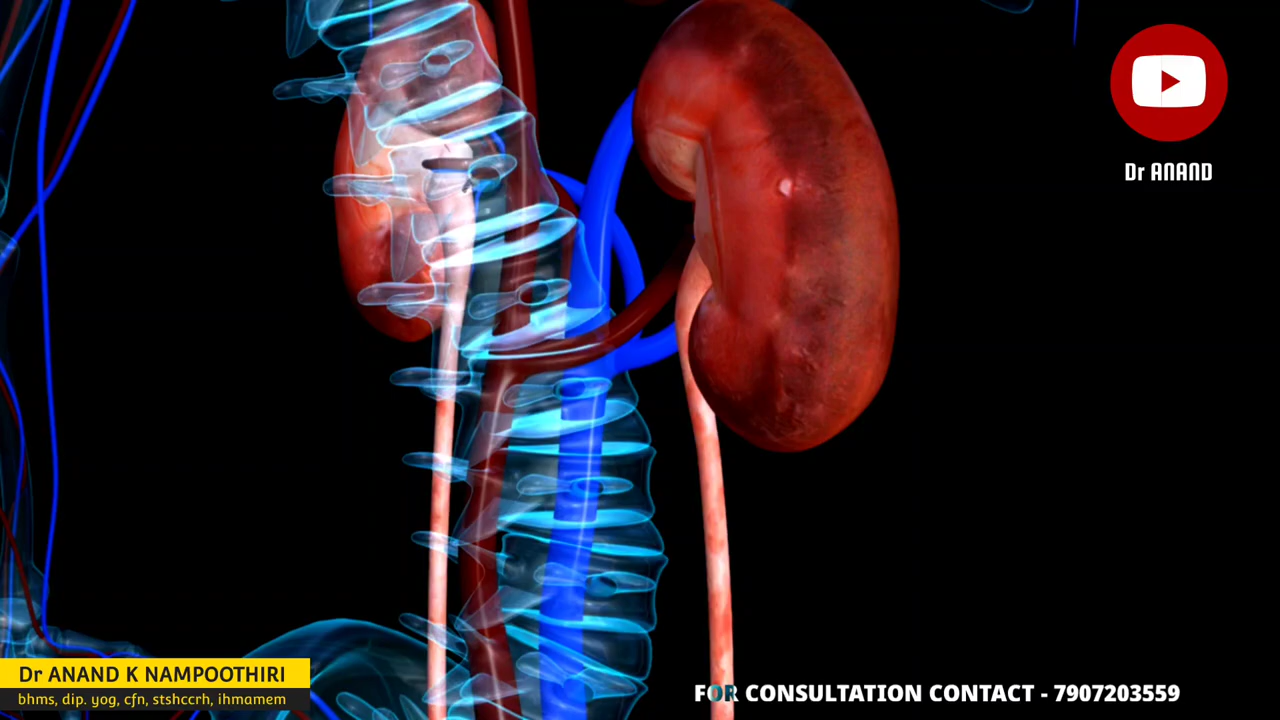 Dr ANAND
Dr ANAND K NAMPOOTHIRI
bhms, dip. yog, cfn, stshccrh, ihmamem
FOR CONSULTATION CONTACT - 7907203559